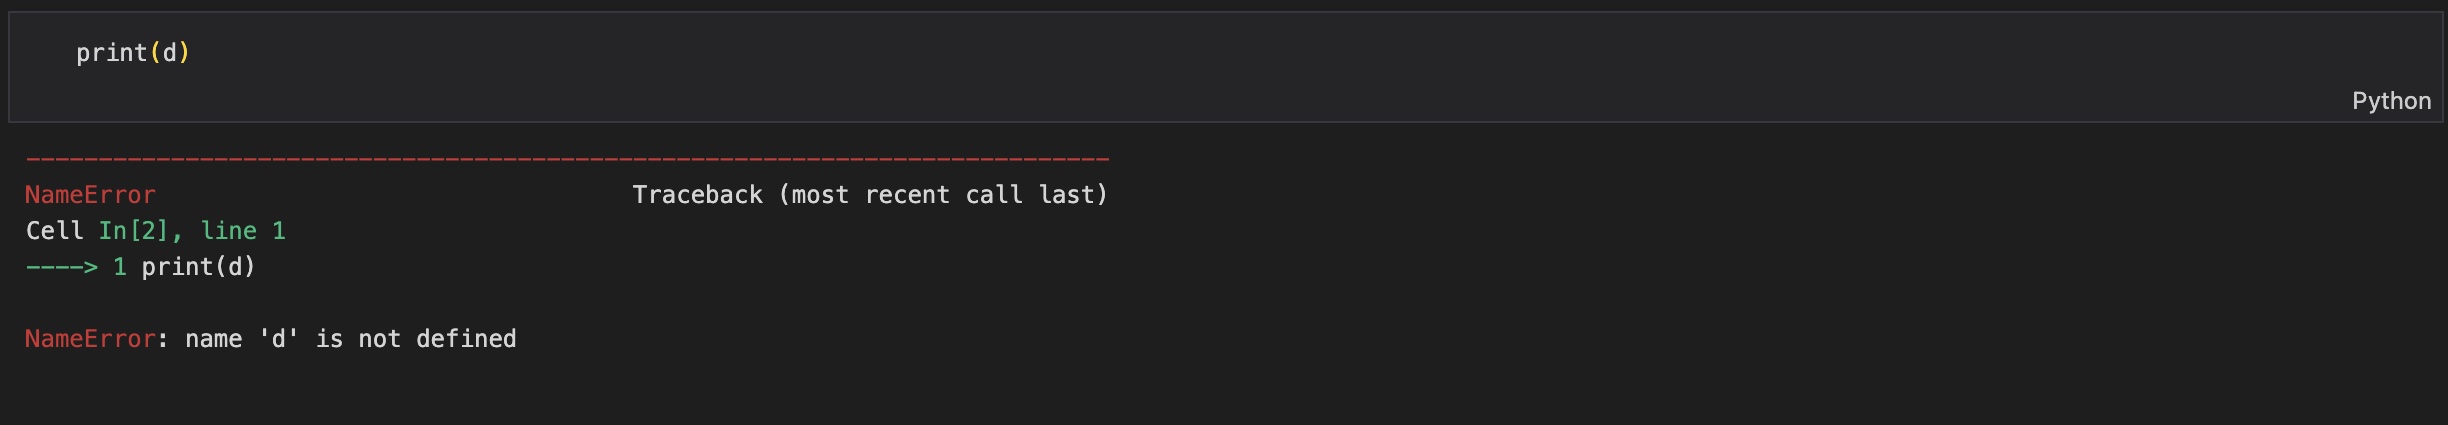 print(d)
Python
---------------------------------------------------------------------------
NameError                                 Traceback (most recent call last)
Cell In[2], line 1
----> 1 print(d)

NameError: name 'd' is not defined